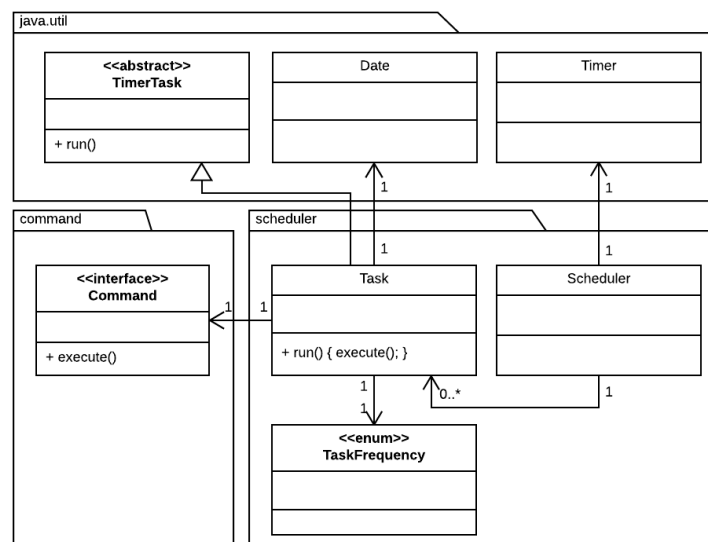 java.util
<<abstract>>
TimerTask
+ run()
Date
Timer
1
1
1
1
command
scheduler
<<interface>>
Command
+ execute()
1
1
Task
+ run() { execute(); }
Scheduler
1
1
0..*
1
<<enum>>
TaskFrequency